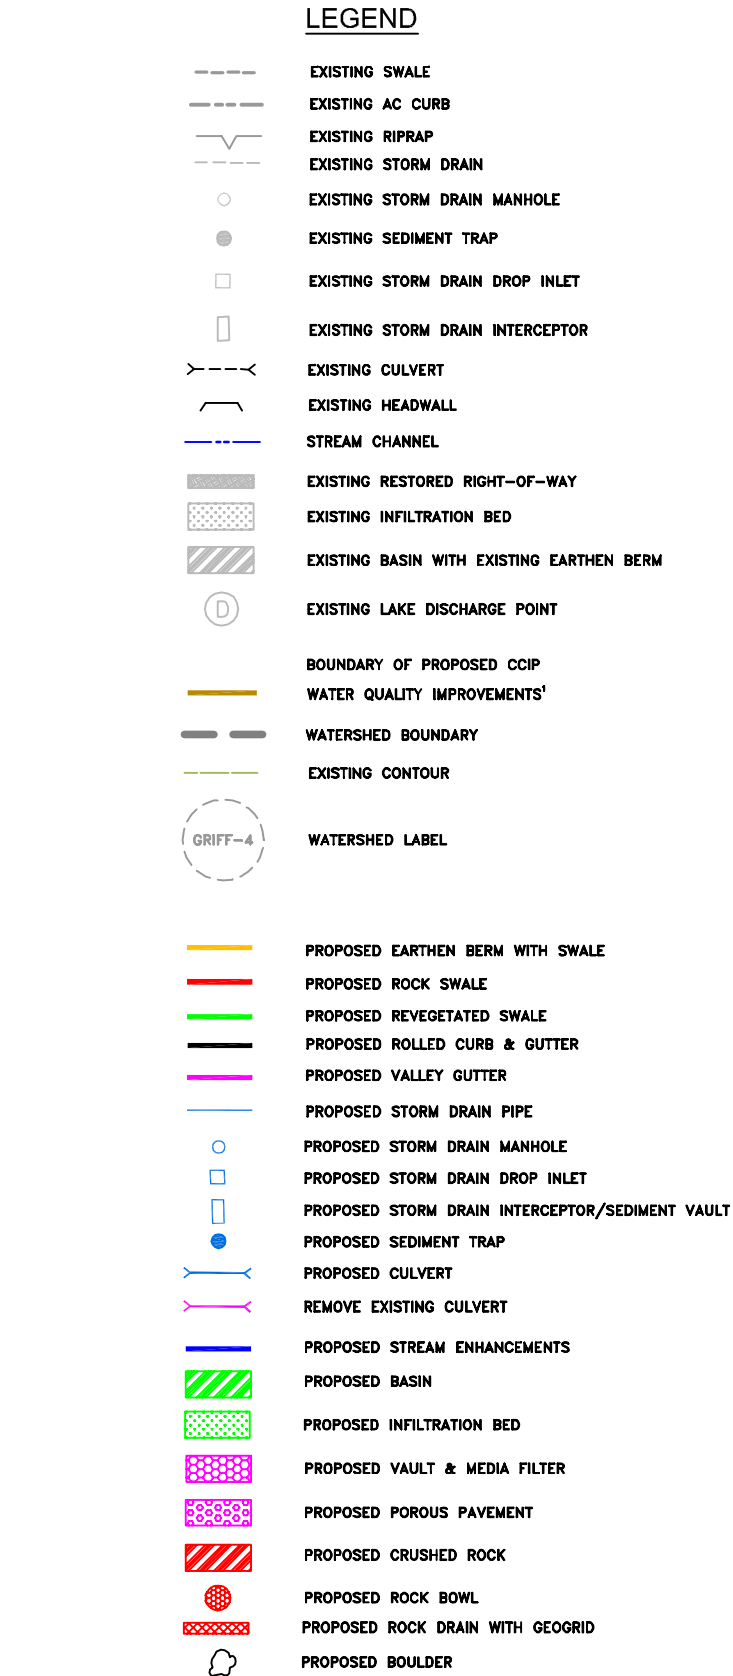 LEGEND
EXISTING SWALE
EXISTING AC CURB
EXISTING RIPRAP
EXISTING STORM DRAIN
EXISTING STORM DRAIN MANHOLE
EXISTING SEDIMENT TRAP
EXISTING STORM DRAIN DROP INLET
EXISTING STORM DRAIN INTERCEPTOR
EXISTING CULVERT
EXISTING HEADWALL
STREAM CHANNEL
EXISTING RESTORED RIGHT-OF-WAY
EXISTING INFILTRATION BED
EXISTING BASIN WITH EXISTING EARTHEN BERM
D EXISTING LAKE DISCHARGE POINT
BOUNDARY OF PROPOSED CCIP
WATER QUALITY IMPROVEMENTS¹
WATERSHED BOUNDARY
EXISTING CONTOUR
GRIFF-4 WATERSHED LABEL
PROPOSED EARTHEN BERM WITH SWALE
PROPOSED ROCK SWALE
PROPOSED REVEGETATED SWALE
PROPOSED ROLLED CURB & GUTTER
PROPOSED VALLEY GUTTER
PROPOSED STORM DRAIN PIPE
PROPOSED STORM DRAIN MANHOLE
PROPOSED STORM DRAIN DROP INLET
PROPOSED STORM DRAIN INTERCEPTOR/SEDIMENT VAULT
PROPOSED SEDIMENT TRAP
PROPOSED CULVERT
REMOVE EXISTING CULVERT
PROPOSED STREAM ENHANCEMENTS
PROPOSED BASIN
PROPOSED INFILTRATION BED
PROPOSED VAULT & MEDIA FILTER
PROPOSED POROUS PAVEMENT
PROPOSED CRUSHED ROCK
PROPOSED ROCK BOWL
PROPOSED ROCK DRAIN WITH GEOGRID
PROPOSED BOULDER